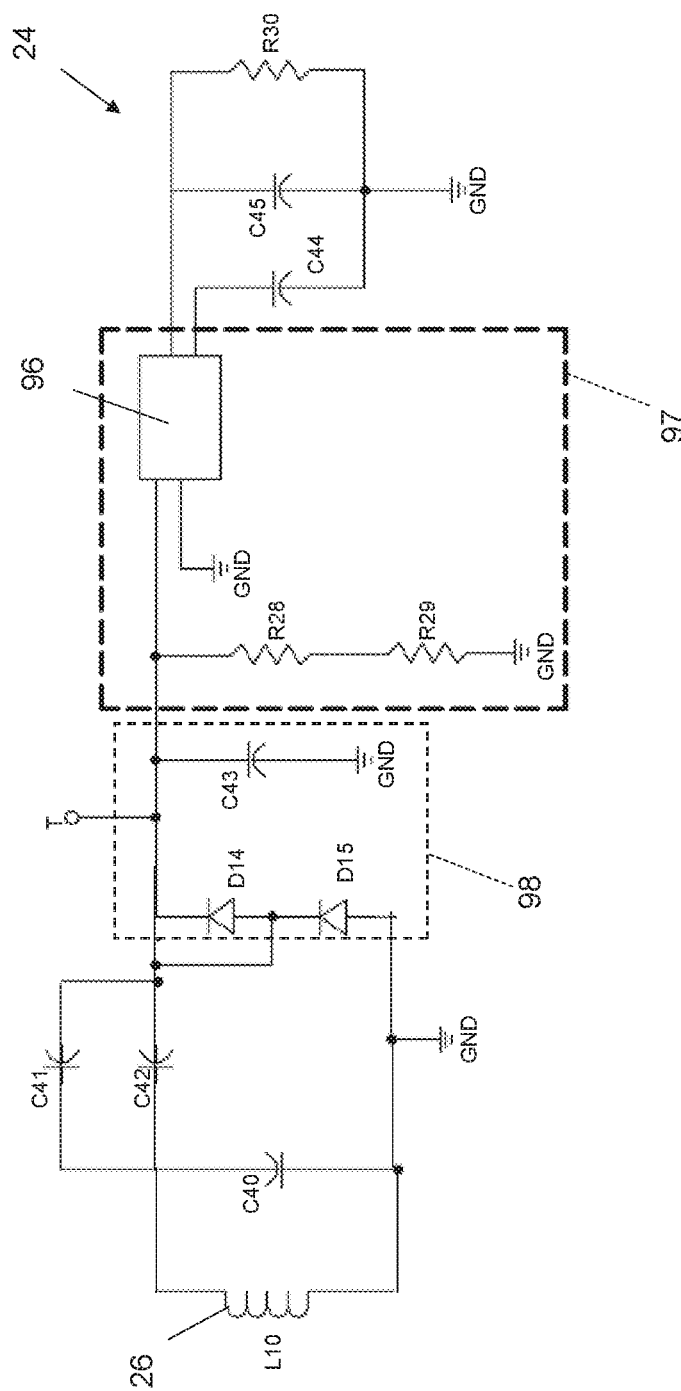 26
L10
C41
C42
C40
GND
T
D14
D15
C43
GND
98
R28
R29
GND
GND
96
97
C44
C45
GND
R30
24